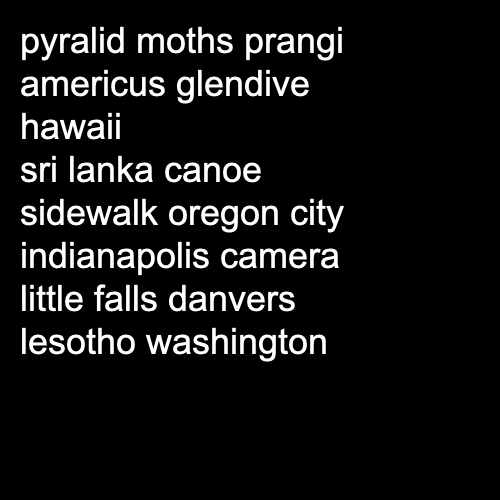 pyralid moths prangi
americus glendive
hawaii
sri lanka canoe
sidewalk oregon city
indianapolis camera
little falls danvers
lesotho washington